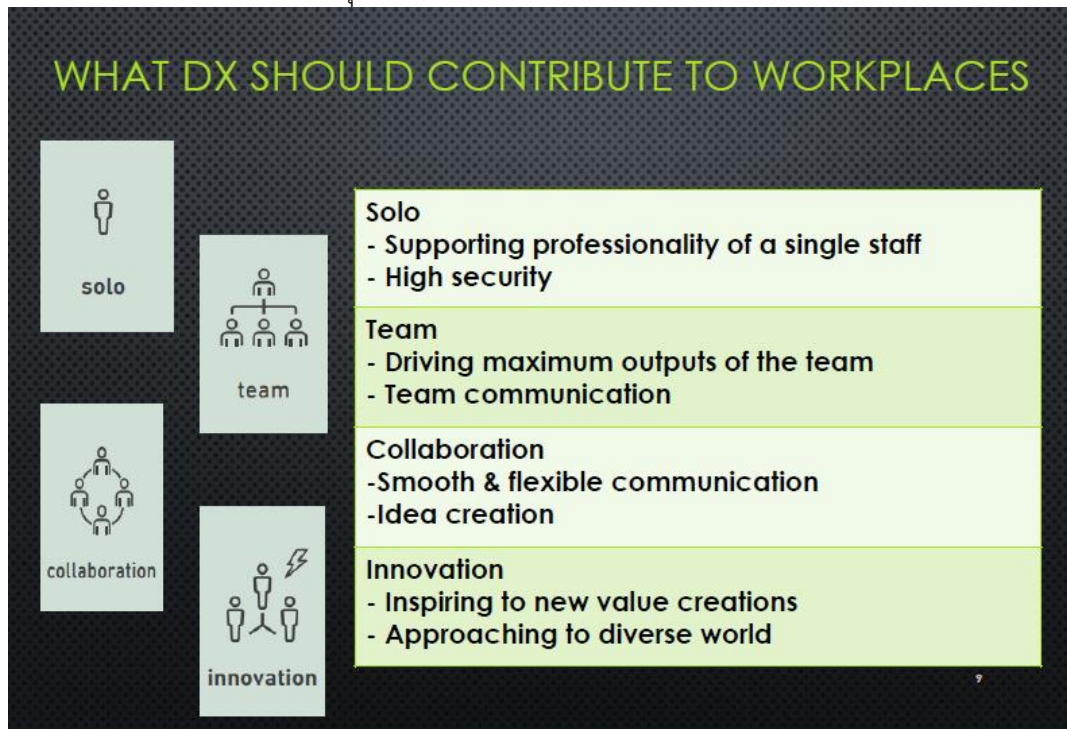 WHAT DX SHOULD CONTRIBUTE TO WORKPLACES
solo
team
collaboration
innovation
Solo
- Supporting professionality of a single staff
- High security
Team
- Driving maximum outputs of the team
- Team communication
Collaboration
-Smooth & flexible communication
-Idea creation
Innovation
- Inspiring to new value creations
- Approaching to diverse world
9